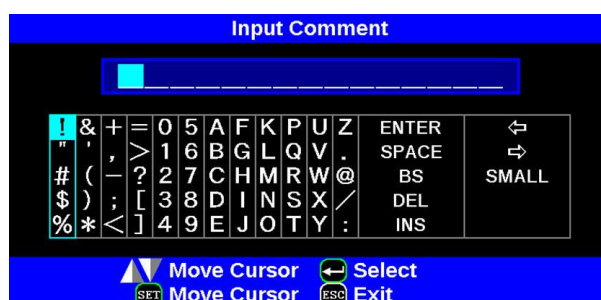 Input Comment
! & + = 0 5 A F K P U Z ENTER ⇦
" ' , > 1 6 B G L Q V . SPACE ⇨
# ( − ? 2 7 C H M R W @ BS SMALL
$ ) ; [ 3 8 D I N S X / DEL
% * < ] 4 9 E J O T Y : INS
Move Cursor Select
SET Move Cursor ESC Exit